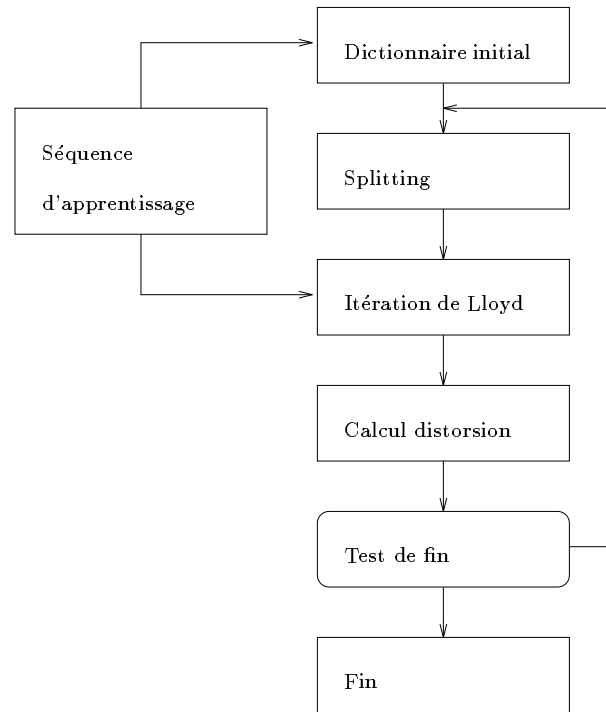 Dictionnaire initial
Séquence
d'apprentissage
Splitting
Itération de Lloyd
Calcul distorsion
Test de fin
Fin